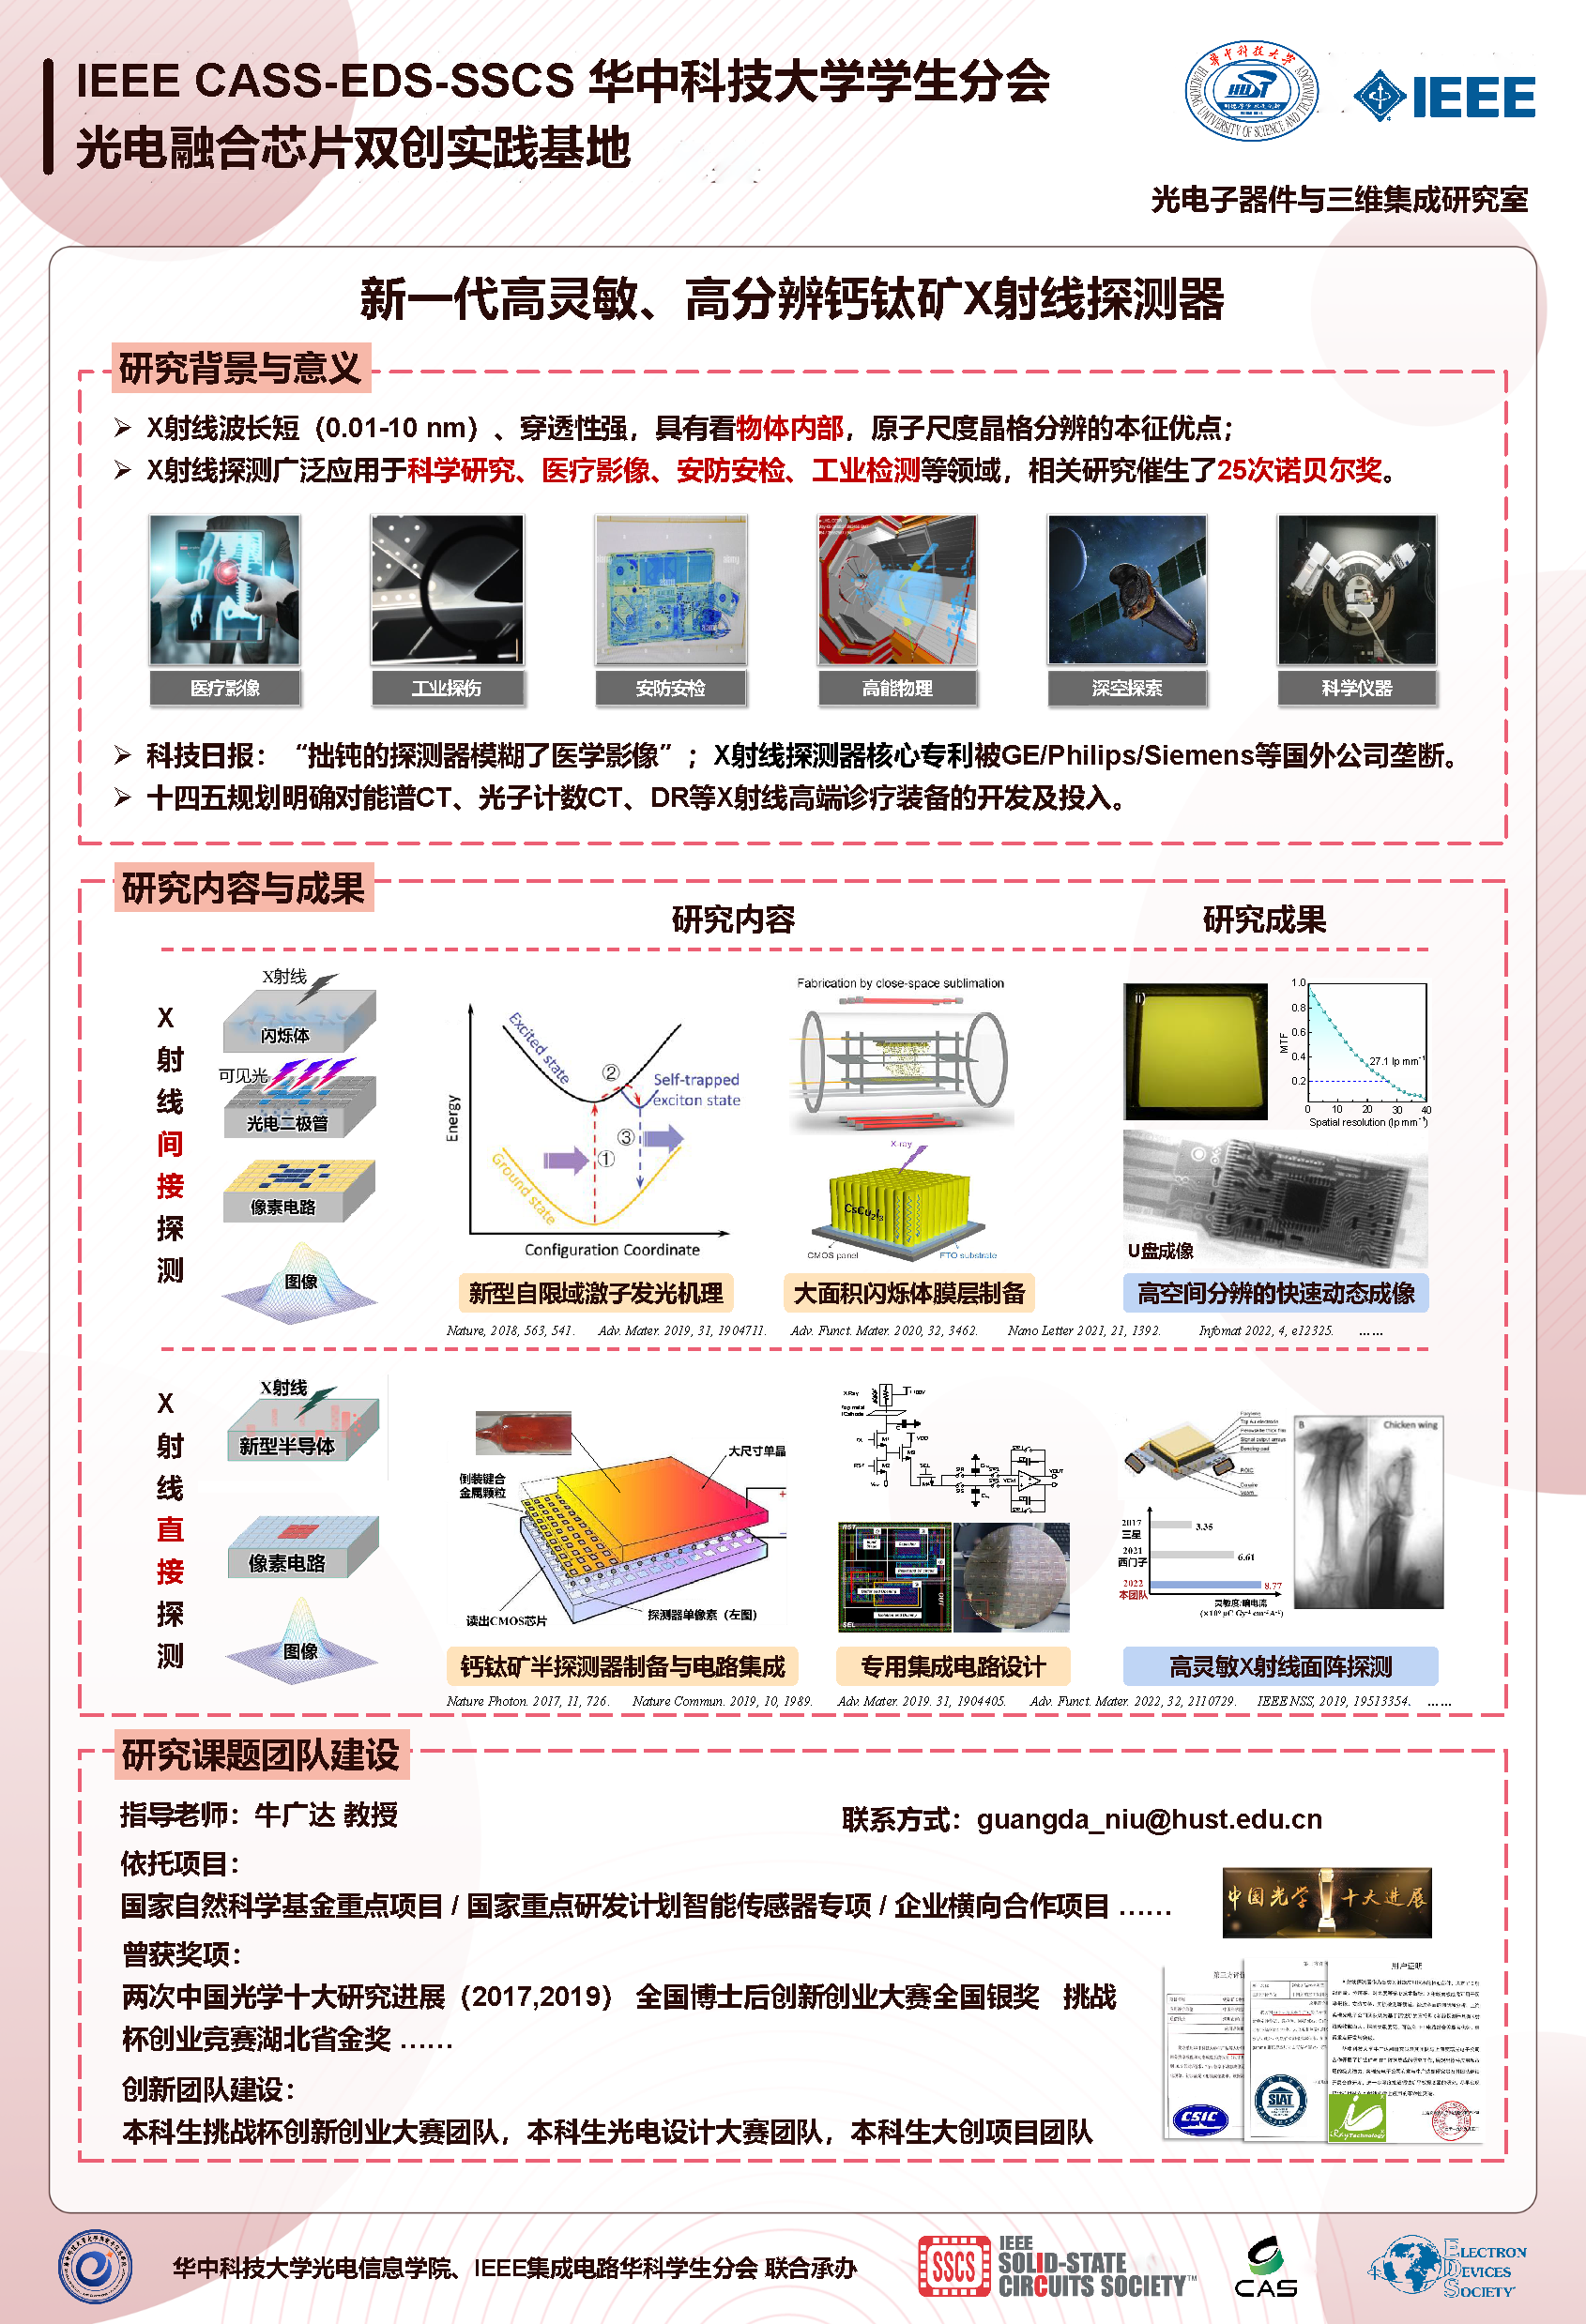 IEEE CASS-EDS-SSCS 华中科技大学学生分会
光电融合芯片双创实践基地
IEEE
光电子器件与三维集成研究室
新一代高灵敏、高分辨钙钛矿X射线探测器
研究背景与意义
X射线波长短（0.01-10 nm）、穿透性强，具有看物体内部，原子尺度晶格分辨的本征优点；
X射线探测广泛应用于科学研究、医疗影像、安防安检、工业检测等领域，相关研究催生了25次诺贝尔奖。
医疗影像
工业探伤
安防安检
高能物理
深空探索
科学仪器
科技日报：“拙钝的探测器模糊了医学影像”；X射线探测器核心专利被GE/Philips/Siemens等国外公司垄断。
十四五规划明确对能谱CT、光子计数CT、DR等X射线高端诊疗装备的开发及投入。
研究内容与成果
研究内容
研究成果
X射线间接探测
X射线
闪烁体
可见光
光电二极管
像素电路
图像
Energy
Excited state
Self-trapped
exciton state
Ground state
① ② ③
Configuration Coordinate
新型自限域激子发光机理
Fabrication by close-space sublimation
X-ray
CsCu2I3
CMOS panel
FTO substrate
大面积闪烁体膜层制备
ii)
MTF
1.0
0.8
0.6
0.4
0.2
27.1 lp mm⁻¹
0 10 20 30 40
Spatial resolution (lp mm⁻¹)
U盘成像
高空间分辨的快速动态成像
Nature, 2018, 563, 541. Adv. Mater. 2019, 31, 1904711. Adv. Funct. Mater. 2020, 32, 3462. Nano Letter 2021, 21, 1392. Infomat 2022, 4, e12325. ……
X射线直接探测
X射线
新型半导体
像素电路
图像
倒装键合
金属颗粒
大尺寸单晶
读出CMOS芯片
探测器单像素（左图）
钙钛矿半探测器制备与电路集成
专用集成电路设计
2017
三星
3.35
2021
西门子
6.61
2022
本团队
8.77
B
Chicken wing
高灵敏X射线面阵探测
Nature Photon. 2017, 11, 726. Nature Commun. 2019, 10, 1989. Adv. Mater. 2019. 31, 1904405. Adv. Funct. Mater. 2022, 32, 2110729. IEEE NSS, 2019, 19513354. ……
研究课题团队建设
指导老师：牛广达 教授
联系方式：guangda_niu@hust.edu.cn
依托项目：
国家自然科学基金重点项目 / 国家重点研发计划智能传感器专项 / 企业横向合作项目 ……
曾获奖项：
两次中国光学十大研究进展（2017,2019） 全国博士后创新创业大赛全国银奖 挑战
杯创业竞赛湖北省金奖 ……
创新团队建设：
本科生挑战杯创新创业大赛团队，本科生光电设计大赛团队，本科生大创项目团队
中国光学 十大进展
用户证明
CSIC
SIAT
iRay Technology
华中科技大学光电信息学院、IEEE集成电路华科学生分会 联合承办
SSCS
IEEE
SOLID-STATE
CIRCUITS SOCIETY™
CAS
ELECTRON
DEVICES
SOCIETY